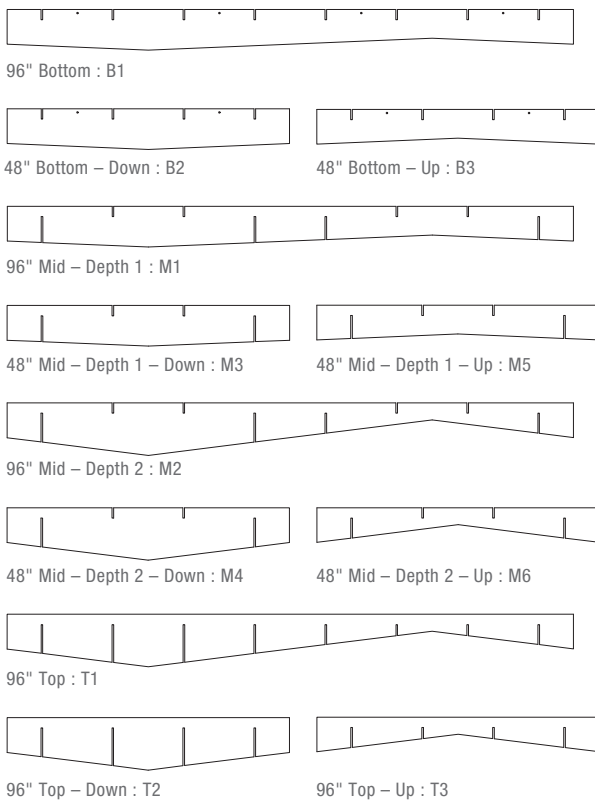 96" Bottom : B1
48" Bottom – Down : B2
48" Bottom – Up : B3
96" Mid – Depth 1 : M1
48" Mid – Depth 1 – Down : M3
48" Mid – Depth 1 – Up : M5
96" Mid – Depth 2 : M2
48" Mid – Depth 2 – Down : M4
48" Mid – Depth 2 – Up : M6
96" Top : T1
96" Top – Down : T2
96" Top – Up : T3